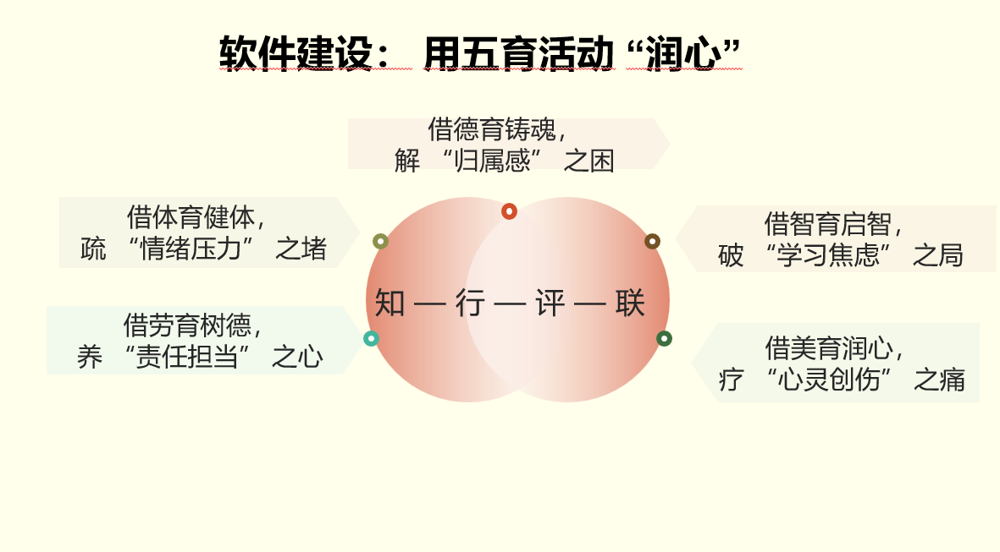 软件建设： 用五育活动 “润心”
借德育铸魂，
解 “归属感” 之困
借体育健体，
疏 “情绪压力” 之堵
借智育启智，
破 “学习焦虑” 之局
知 — 行 — 评 — 联
借劳育树德，
养 “责任担当” 之心
借美育润心，
疗 “心灵创伤” 之痛